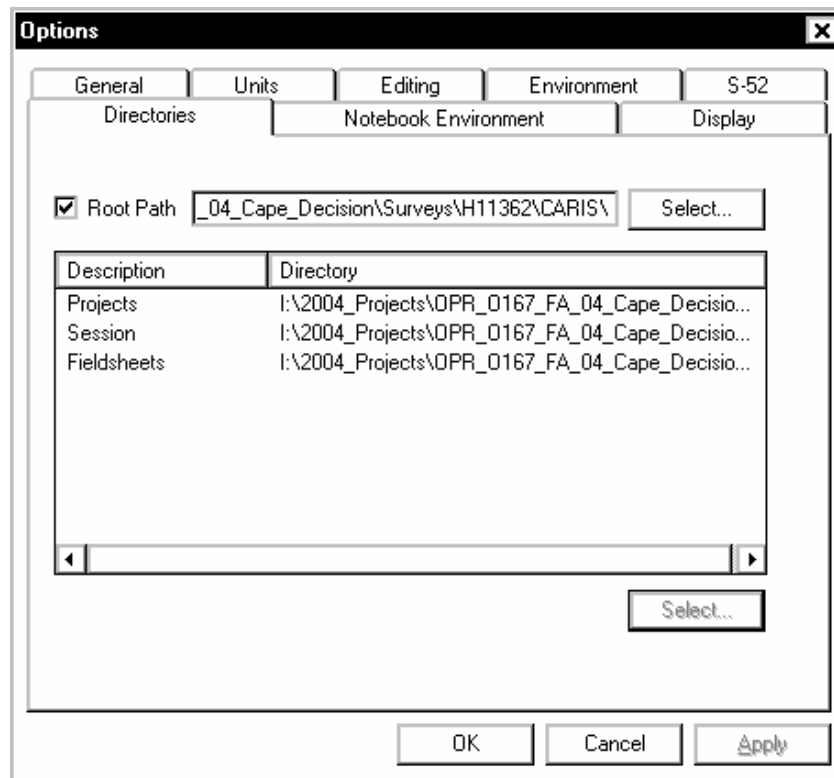 Options
General Units Editing Environment S-52
Directories Notebook Environment Display
Root Path _04_Cape_Decision\Surveys\H11362\CARIS\ Select...
Description Directory
Projects I:\2004_Projects\OPR_O167_FA_04_Cape_Decisio...
Session I:\2004_Projects\OPR_O167_FA_04_Cape_Decisio...
Fieldsheets I:\2004_Projects\OPR_O167_FA_04_Cape_Decisio...
Select...
OK Cancel Apply